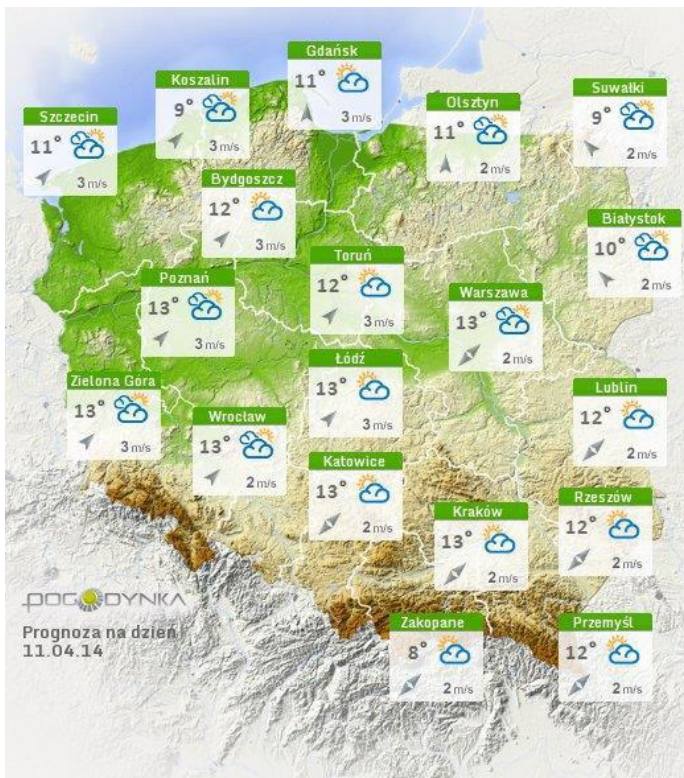 Gdańsk
11°
3 m/s
Koszalin
9°
3 m/s
Suwałki
9°
2 m/s
Olsztyn
11°
2 m/s
Szczecin
11°
3 m/s
Bydgoszcz
12°
3 m/s
Białystok
10°
2 m/s
Toruń
12°
3 m/s
Poznań
13°
3 m/s
Warszawa
13°
2 m/s
Łódź
13°
3 m/s
Zielona Góra
13°
3 m/s
Lublin
12°
2 m/s
Wrocław
13°
2 m/s
Katowice
13°
2 m/s
Rzeszów
12°
2 m/s
Kraków
13°
2 m/s
POGODYNKA
Prognoza na dzień
11.04.14
Zakopane
8°
2 m/s
Przemyśl
12°
2 m/s